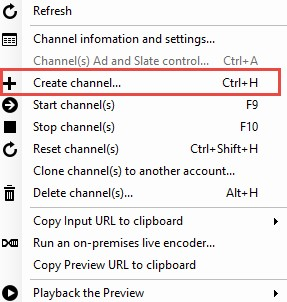 Refresh
Channel infomation and settings...
Channel(s) Ad and Slate control... Ctrl+A
Create channel... Ctrl+H
Start channel(s) F9
Stop channel(s) F10
Reset channel(s) Ctrl+Shift+H
Clone channel(s) to another account...
Delete channel(s)... Alt+H
Copy Input URL to clipboard
Run an on-premises live encoder...
Copy Preview URL to clipboard
Playback the Preview